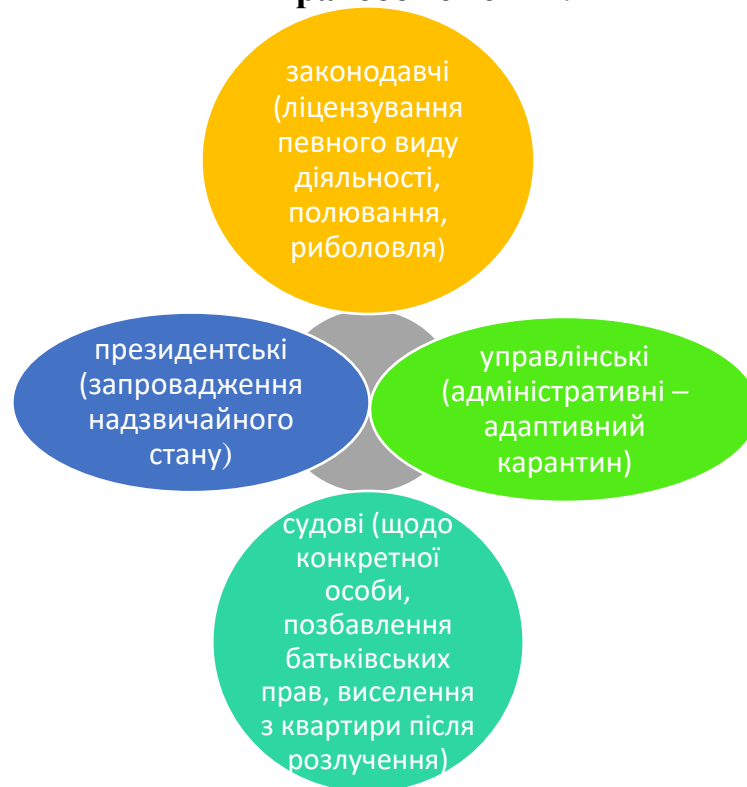 законодавчі
(ліцензування
певного виду
діяльності,
полювання,
риболовля)
президентські
(запровадження
надзвичайного
стану)
управлінські
(адміністративні –
адаптивний
карантин)
судові (щодо
конкретної
особи,
позбавлення
батьківських
прав, виселення
з квартири після
розлучення)